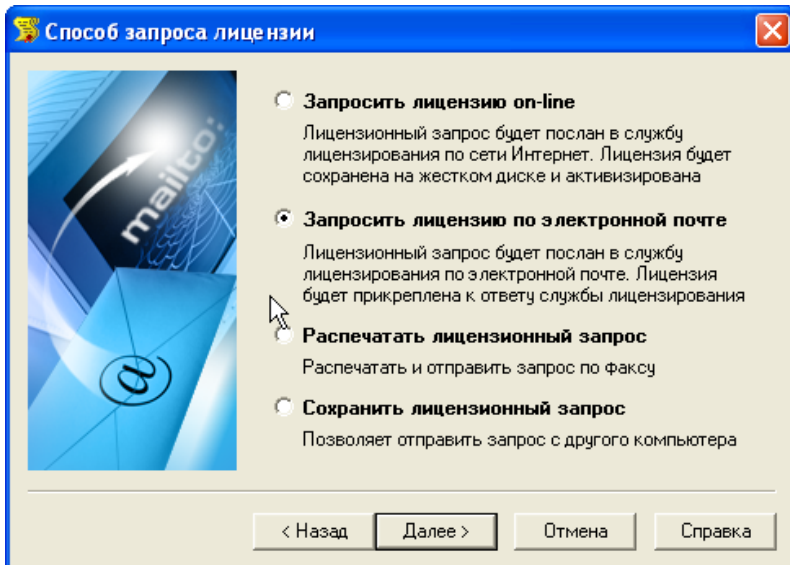 Способ запроса лицензии
Запросить лицензию on-line
Лицензионный запрос будет послан в службу
лицензирования по сети Интернет. Лицензия будет
сохранена на жестком диске и активизирована
mailto:
Запросить лицензию по электронной почте
Лицензионный запрос будет послан в службу
лицензирования по электронной почте. Лицензия
будет прикреплена к ответу службы лицензирования
Распечатать лицензионный запрос
Распечатать и отправить запрос по факсу
@
Сохранить лицензионный запрос
Позволяет отправить запрос с другого компьютера
< Назад
Далее >
Отмена
Справка